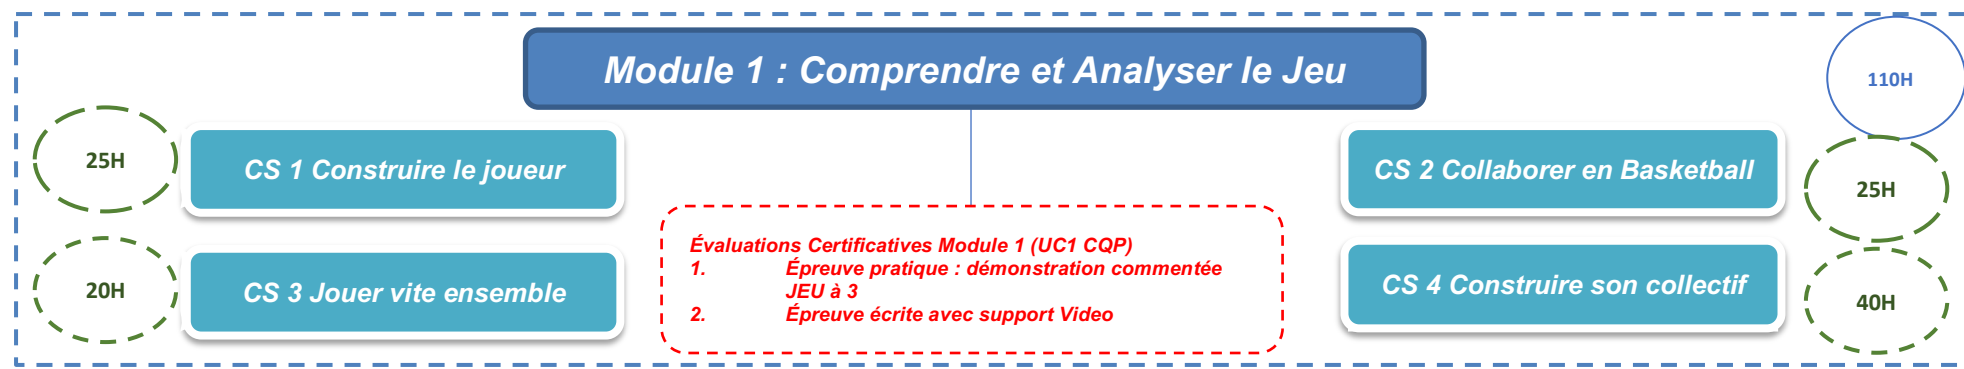 Module 1 : Comprendre et Analyser le Jeu
110H
25H
CS 1 Construire le joueur
CS 2 Collaborer en Basketball
25H
20H
CS 3 Jouer vite ensemble
Évaluations Certificatives Module 1 (UC1 CQP)
1. Épreuve pratique : démonstration commentée
JEU à 3
2. Épreuve écrite avec support Video
CS 4 Construire son collectif
40H